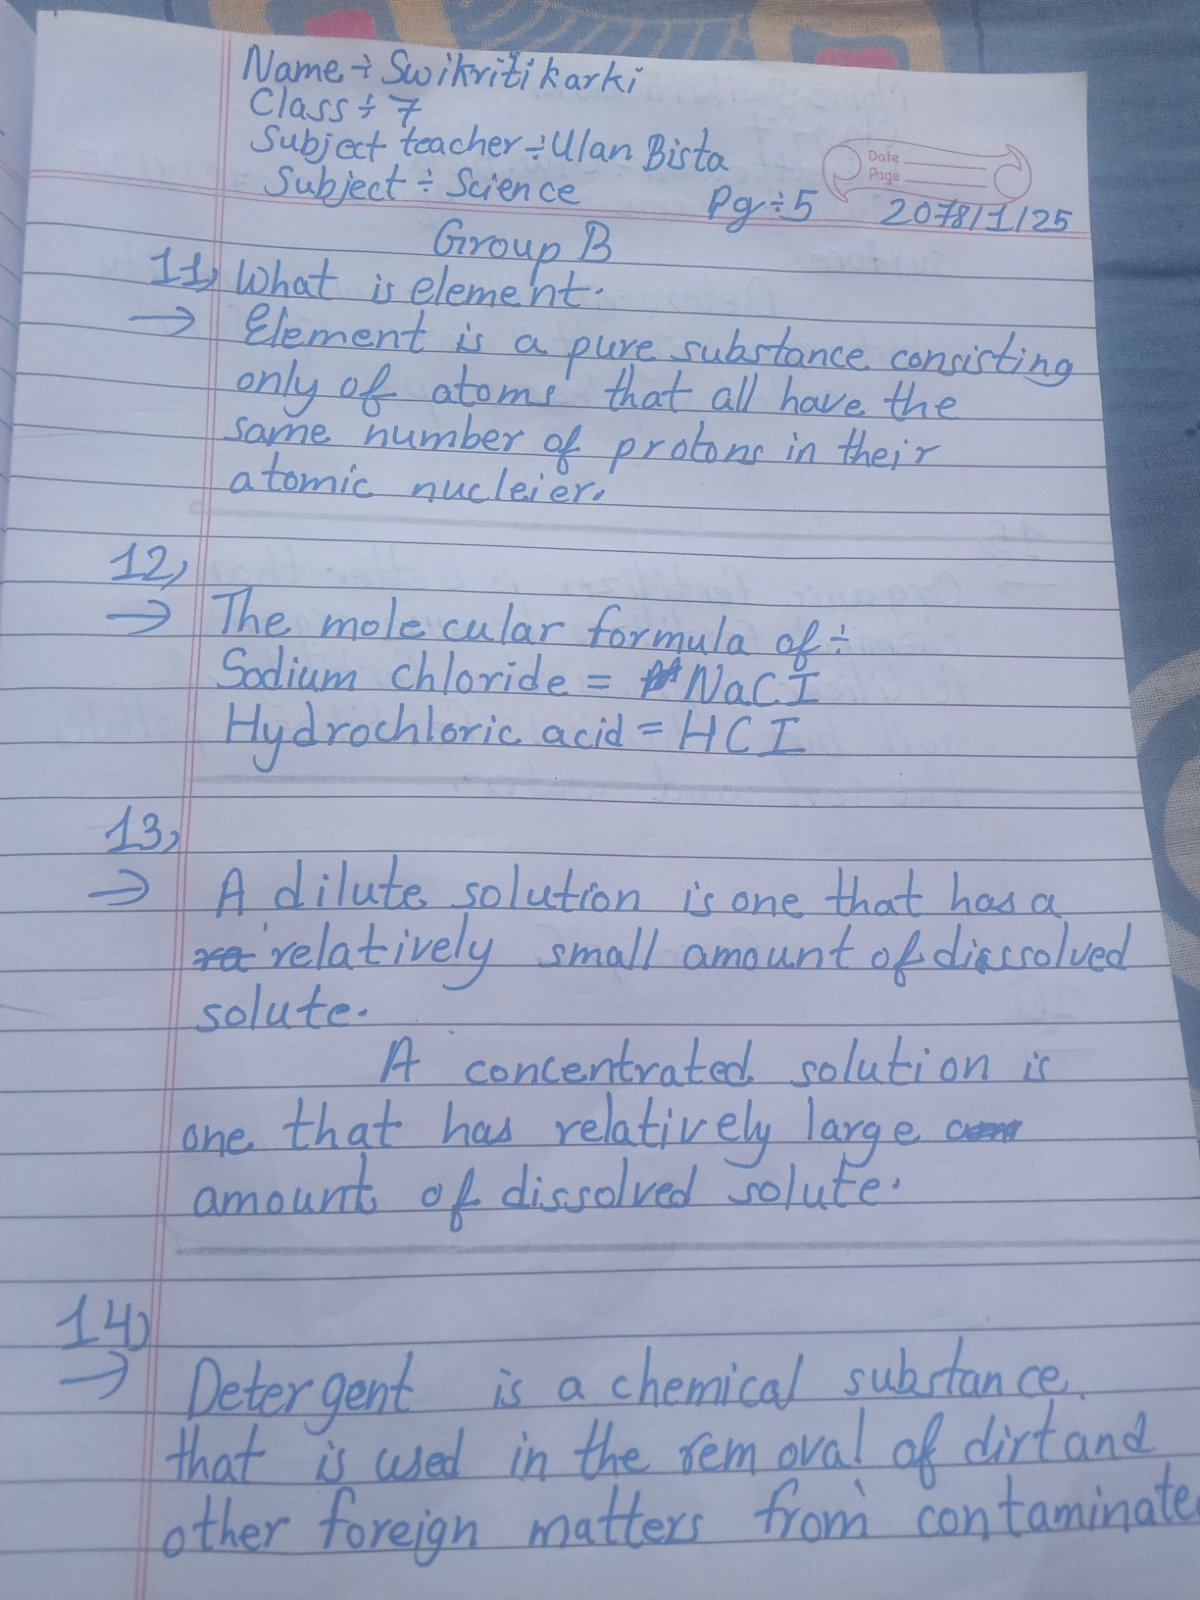 Name ÷ Swikriti karki
Class ÷ 7
Subject teacher ÷ Ulan Bista
Subject ÷ Science
Date
Page
Pg ÷ 5
2078/1/25
Group B
11, What is element.
→ Element is a pure substance consisting
only of atoms that all have the
same number of protons in their
atomic nucleier.
12,
→ The molecular formula of ÷
Sodium chloride = NaCI
Hydrochloric acid = HCI
13,
→ A dilute solution is one that has a
relatively small amount of disssolved
solute.
A concentrated solution is
one that has relatively large
amount of dissolved solute.
14,
→ Detergent is a chemical substance
that is used in the removal of dirt and
other foreign matters from contaminate